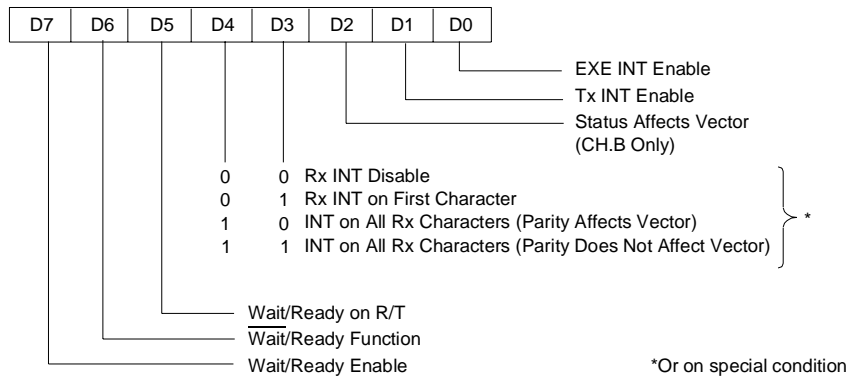 D7 D6 D5 D4 D3 D2 D1 D0
EXE INT Enable
Tx INT Enable
Status Affects Vector
(CH.B Only)
0 0 Rx INT Disable
0 1 Rx INT on First Character
1 0 INT on All Rx Characters (Parity Affects Vector)
1 1 INT on All Rx Characters (Parity Does Not Affect Vector)
*
Wait/Ready on R/T
Wait/Ready Function
Wait/Ready Enable
*Or on special condition